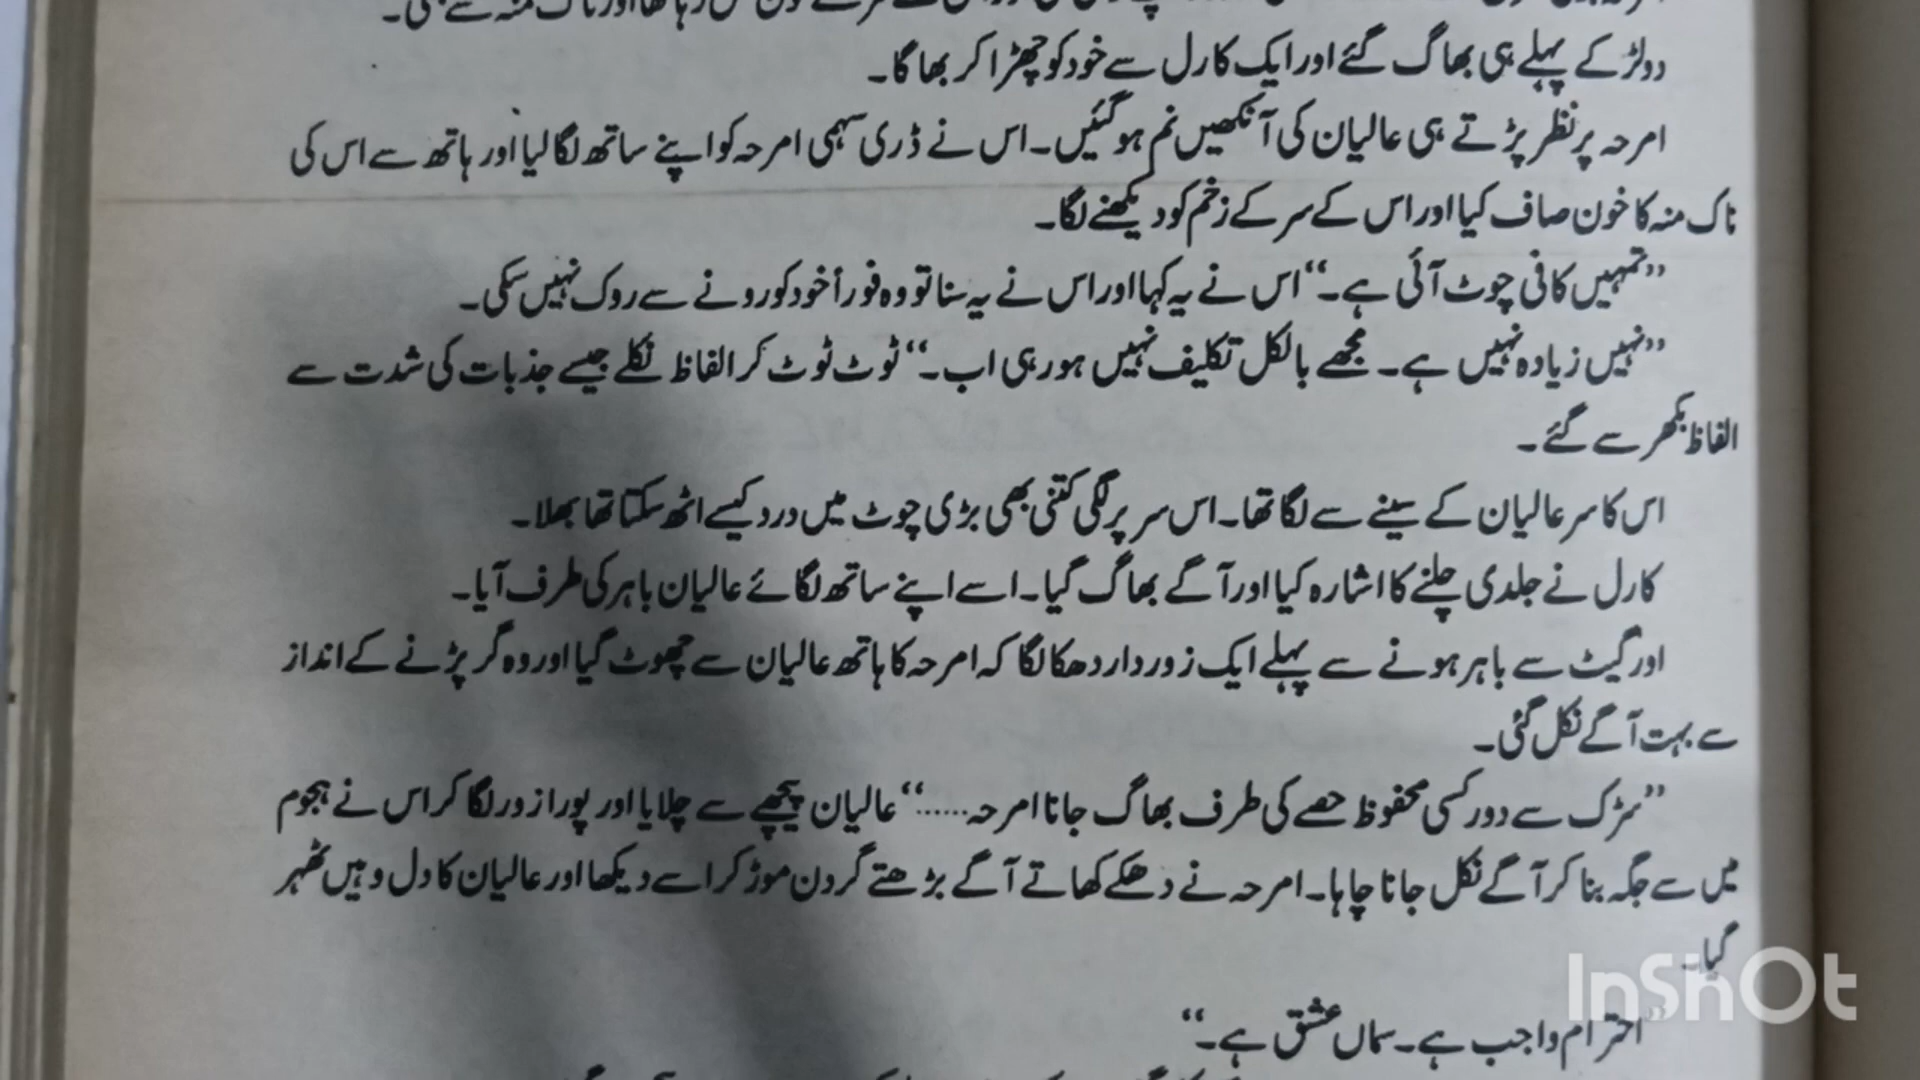 دو لڑکے پہلے ہی بھاگ گئے اور ایک کارل سے خود کو چھڑا کر بھاگا۔
امرحہ پر نظر پڑتے ہی عالیان کی آنکھیں نم ہو گئیں۔ اس نے ڈری سہمی امرحہ کو اپنے ساتھ لگا لیا اور ہاتھ سے اس کی
ناک منہ کا خون صاف کیا اور اس کے سر کے زخم کو دیکھنے لگا۔
”تمہیں کافی چوٹ آئی ہے۔“ اس نے یہ کہا اور اس نے یہ سنا تو وہ فوراً خود کو رونے سے روک نہیں سکی۔
”نہیں زیادہ نہیں ہے۔ مجھے بالکل تکلیف نہیں ہو رہی اب۔“ ٹوٹ ٹوٹ کر الفاظ نکلے جیسے جذبات کی شدت سے
الفاظ بکھر سے گئے۔
اس کا سر عالیان کے سینے سے لگا تھا۔ اس سر پر لگی کتنی بھی بڑی چوٹ میں درد کیسے اٹھ سکتا تھا بھلا۔
کارل نے جلدی چلنے کا اشارہ کیا اور آگے بھاگ گیا۔ اسے اپنے ساتھ لگائے عالیان باہر کی طرف آیا۔
اور گیٹ سے باہر ہونے سے پہلے ایک زور دار دھکا لگا کہ امرحہ کا ہاتھ عالیان سے چھوٹ گیا اور وہ گر پڑنے کے انداز
سے بہت آگے نکل گئی۔
”سڑک سے دور کسی محفوظ حصے کی طرف بھاگ جانا امرحہ......“ عالیان پیچھے سے چلایا اور پورا زور لگا کر اس نے ہجوم
میں سے جگہ بنا کر آگے نکل جانا چاہا۔ امرحہ نے دھکے کھاتے آگے بڑھتے گردن موڑ کر اسے دیکھا اور عالیان کا دل وہیں ٹھہر
گیا۔
”احترام واجب ہے۔ سماں عشق ہے۔“
InShOt